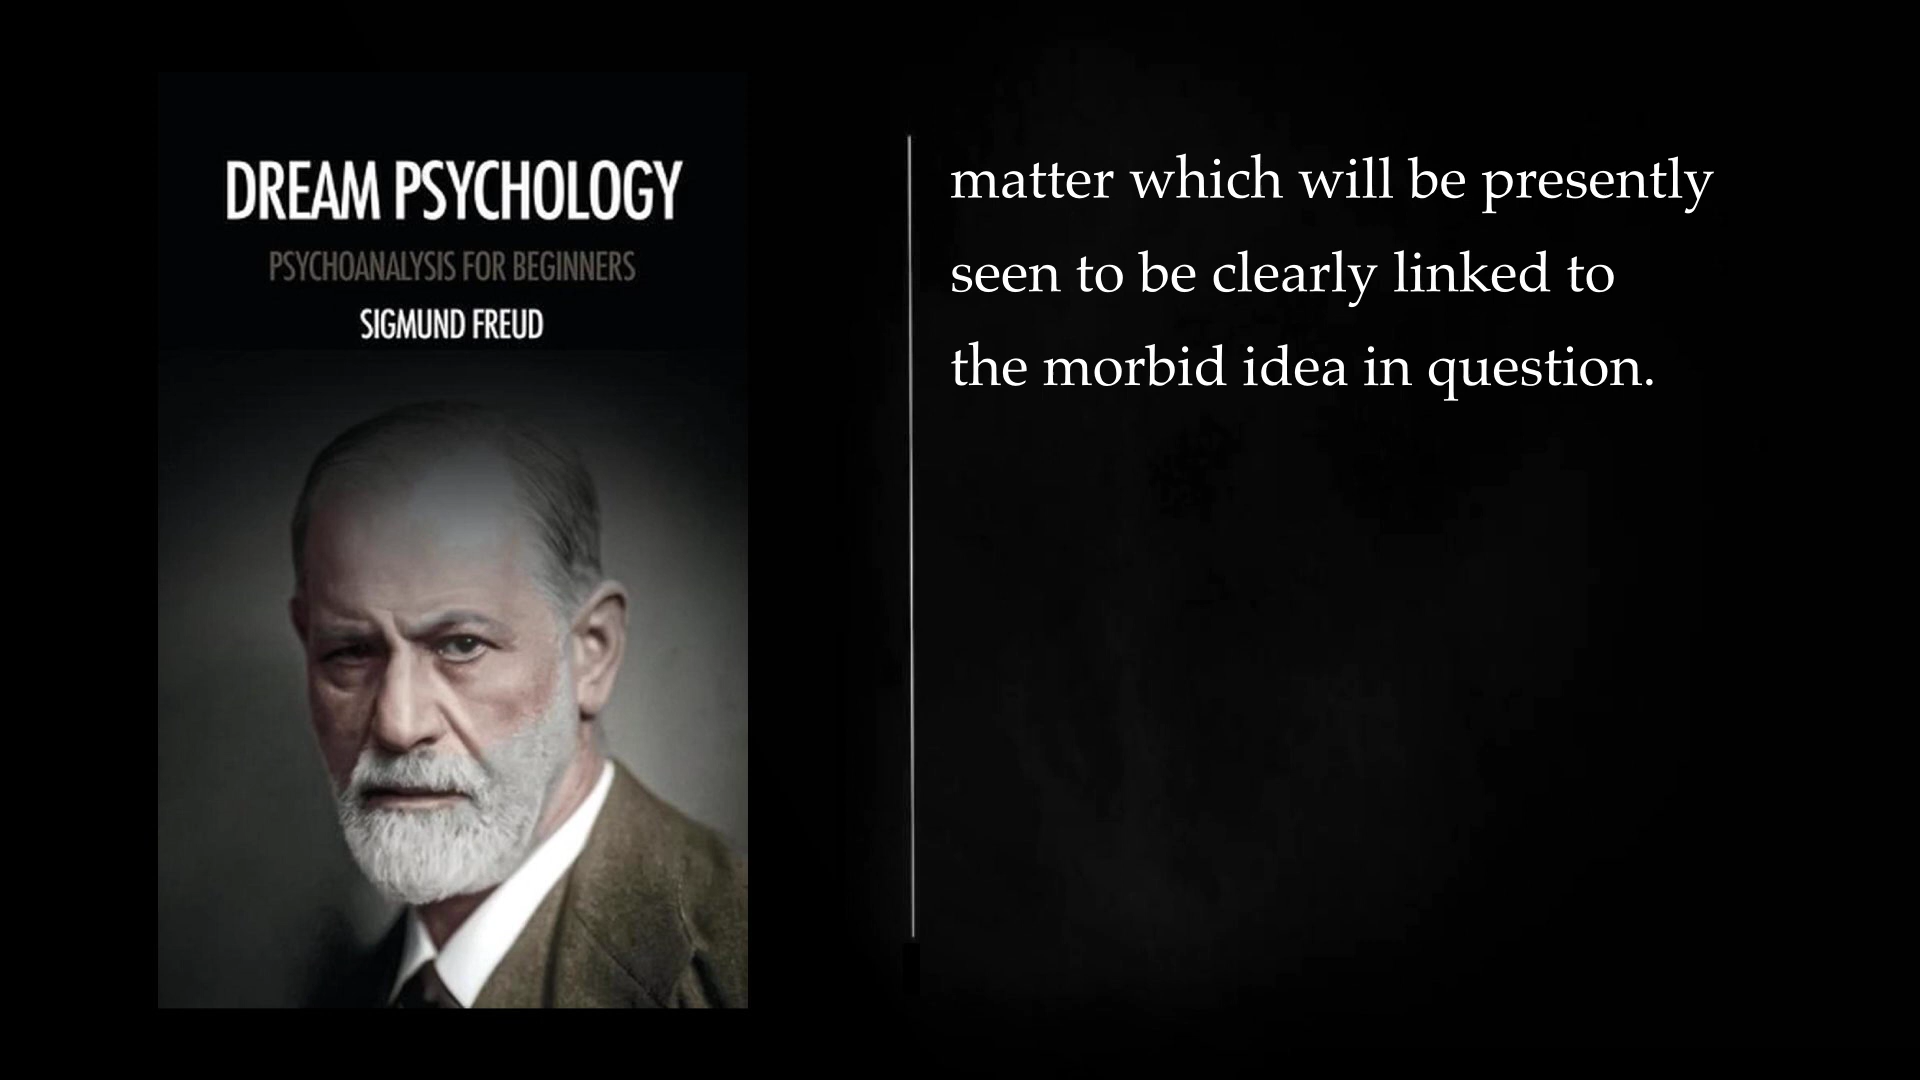 DREAM PSYCHOLOGY
PSYCHOANALYSIS FOR BEGINNERS
SIGMUND FREUD
matter which will be presently
seen to be clearly linked to
the morbid idea in question.